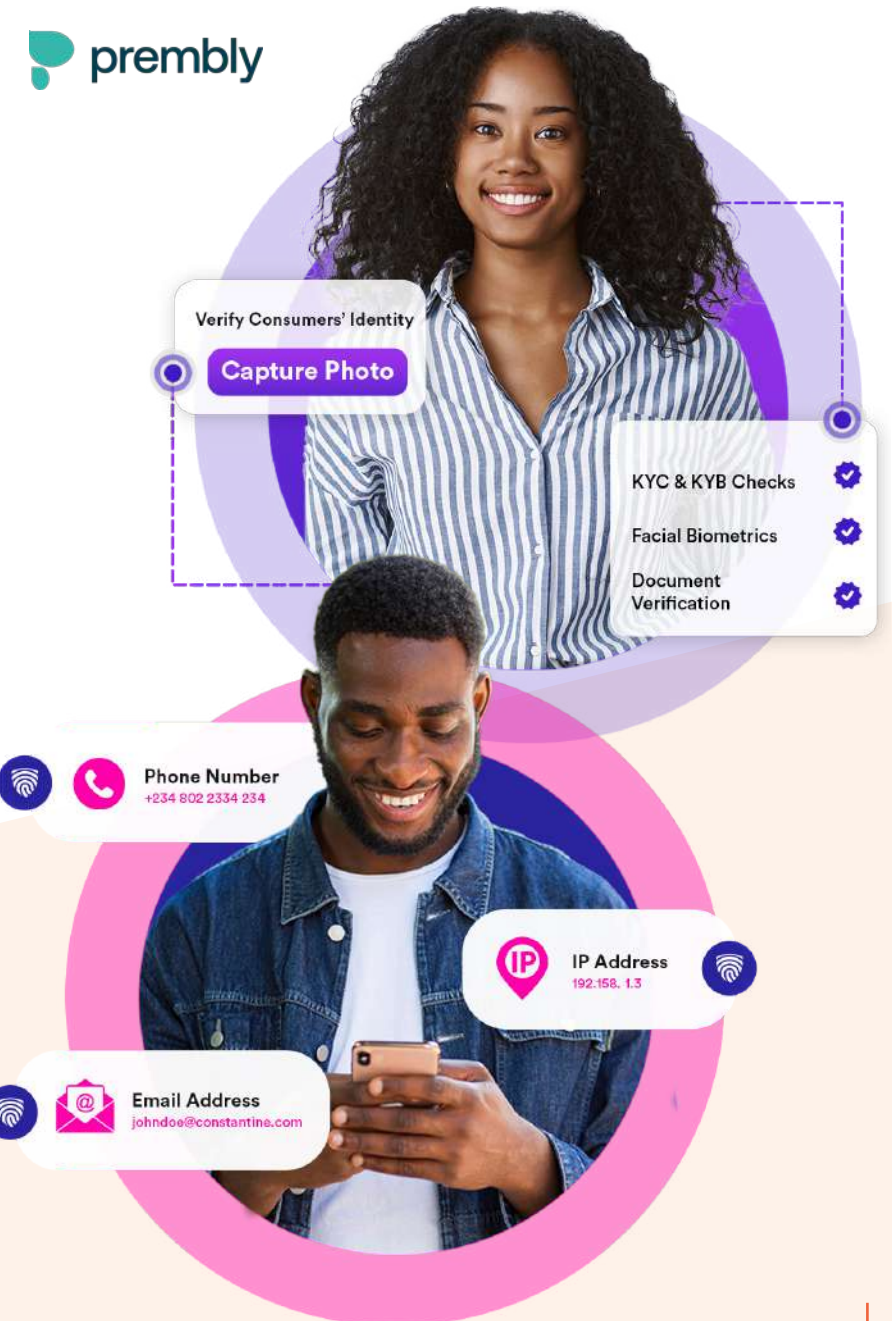 prembly
Verify Consumers' Identity
Capture Photo
KYC & KYB Checks
Facial Biometrics
Document
Verification
Phone Number
+234 802 2334 234
IP
IP Address
192.158. 1.3
@
Email Address
johndoe@constantine.com